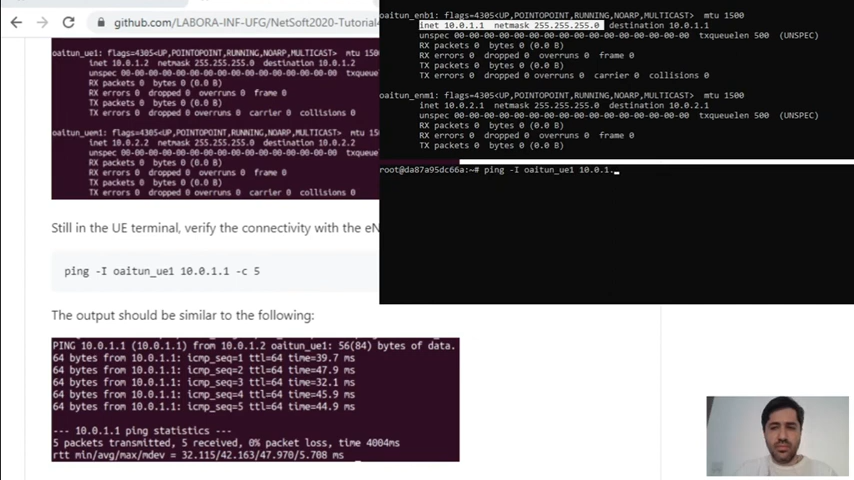 github.com/LABORA-INF-UFG/NetSoft2020-Tutorial4
oaitun_ue1: flags=4305<UP,POINTOPOINT,RUNNING,NOARP,MULTICAST> mtu 1500
inet 10.0.1.2 netmask 255.255.255.0 destination 10.0.1.2
unspec 00-00-00-00-00-00-00-00-00-00-00-00-00
RX packets 0 bytes 0 (0.0 B)
RX errors 0 dropped 0 overruns 0 frame 0
TX packets 0 bytes 0 (0.0 B)
TX errors 0 dropped 0 overruns 0 carrier 0 collisions 0
oaitun_uem1: flags=4305<UP,POINTOPOINT,RUNNING,NOARP,MULTICAST> mtu 1
inet 10.0.2.2 netmask 255.255.255.0 destination 10.0.2.2
unspec 00-00-00-00-00-00-00-00-00-00-00-00-00
RX packets 0 bytes 0 (0.0 B)
RX errors 0 dropped 0 overruns 0 frame 0
TX packets 0 bytes 0 (0.0 B)
TX errors 0 dropped 0 overruns 0 carrier 0 collisions 0
Still in the UE terminal, verify the connectivity with the eN
ping -I oaitun_ue1 10.0.1.1 -c 5
The output should be similar to the following:
PING 10.0.1.1 (10.0.1.1) from 10.0.1.2 oaitun_ue1: 56(84) bytes of data.
64 bytes from 10.0.1.1: icmp_seq=1 ttl=64 time=39.7 ms
64 bytes from 10.0.1.1: icmp_seq=2 ttl=64 time=47.9 ms
64 bytes from 10.0.1.1: icmp_seq=3 ttl=64 time=32.1 ms
64 bytes from 10.0.1.1: icmp_seq=4 ttl=64 time=45.9 ms
64 bytes from 10.0.1.1: icmp_seq=5 ttl=64 time=44.9 ms
--- 10.0.1.1 ping statistics ---
5 packets transmitted, 5 received, 0% packet loss, time 4004ms
rtt min/avg/max/mdev = 32.115/42.163/47.970/5.708 ms
oaitun_enb1: flags=4305<UP,POINTOPOINT,RUNNING,NOARP,MULTICAST> mtu 1500
inet 10.0.1.1 netmask 255.255.255.0 destination 10.0.1.1
unspec 00-00-00-00-00-00-00-00-00-00-00-00-00-00-00-00 txqueuelen 500 (UNSPEC)
RX packets 0 bytes 0 (0.0 B)
RX errors 0 dropped 0 overruns 0 frame 0
TX packets 0 bytes 0 (0.0 B)
TX errors 0 dropped 0 overruns 0 carrier 0 collisions 0
oaitun_enm1: flags=4305<UP,POINTOPOINT,RUNNING,NOARP,MULTICAST> mtu 1500
inet 10.0.2.1 netmask 255.255.255.0 destination 10.0.2.1
unspec 00-00-00-00-00-00-00-00-00-00-00-00-00-00-00-00 txqueuelen 500 (UNSPEC)
RX packets 0 bytes 0 (0.0 B)
RX errors 0 dropped 0 overruns 0 frame 0
TX packets 0 bytes 0 (0.0 B)
root@da87a95dc66a:~# ping -I oaitun_ue1 10.0.1.